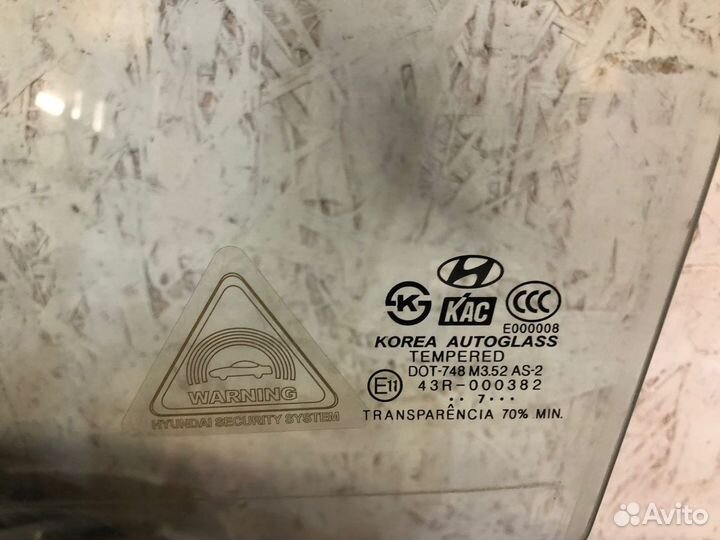 WARNING
HYUNDAI SECURITY SYSTEM
KAC
CCC
E000008
KOREA AUTOGLASS
TEMPERED
DOT-748 M3.52 AS-2
E11 43R-000382
•• 7•••
TRANSPARÊNCIA 70% MIN.
Avito